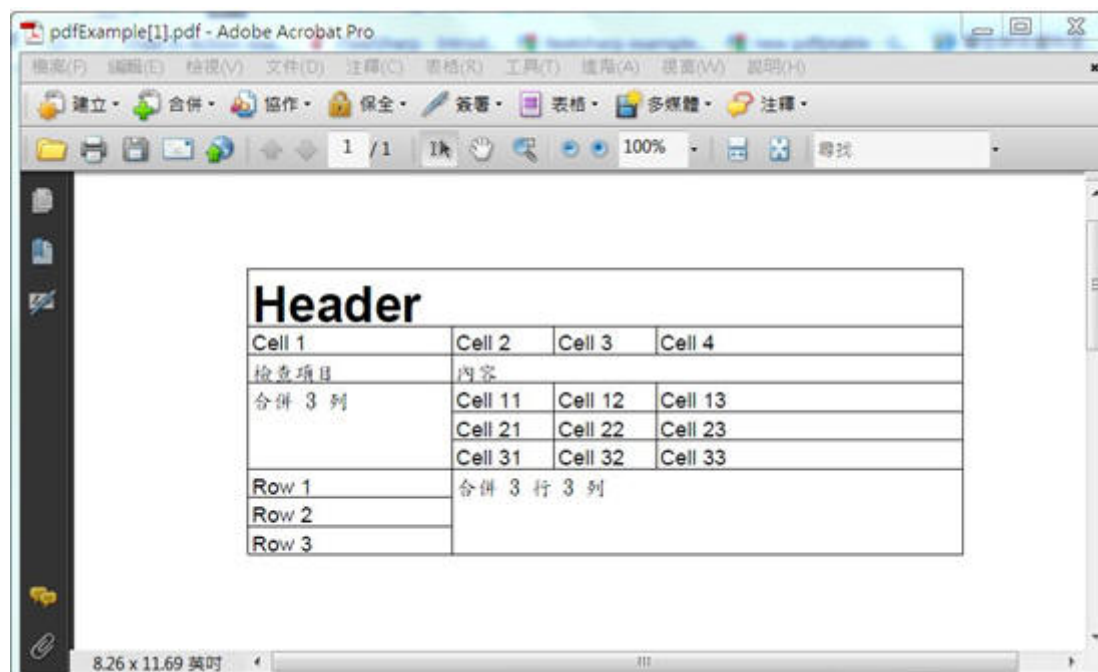 pdfExample[1].pdf - Adobe Acrobat Pro
檔案(F) 編輯(E) 檢視(V) 文件(D) 注釋(C) 表格(R) 工具(T) 進階(A) 視窗(W) 說明(H)
建立 合併 協作 保全 簽署 表格 多媒體 注釋
1 / 1 100% 尋找
Header
Cell 1 Cell 2 Cell 3 Cell 4
檢查項目 內容
合併 3 列 Cell 11 Cell 12 Cell 13
Cell 21 Cell 22 Cell 23
Cell 31 Cell 32 Cell 33
Row 1 合併 3 行 3 列
Row 2
Row 3
8.26 x 11.69 英吋